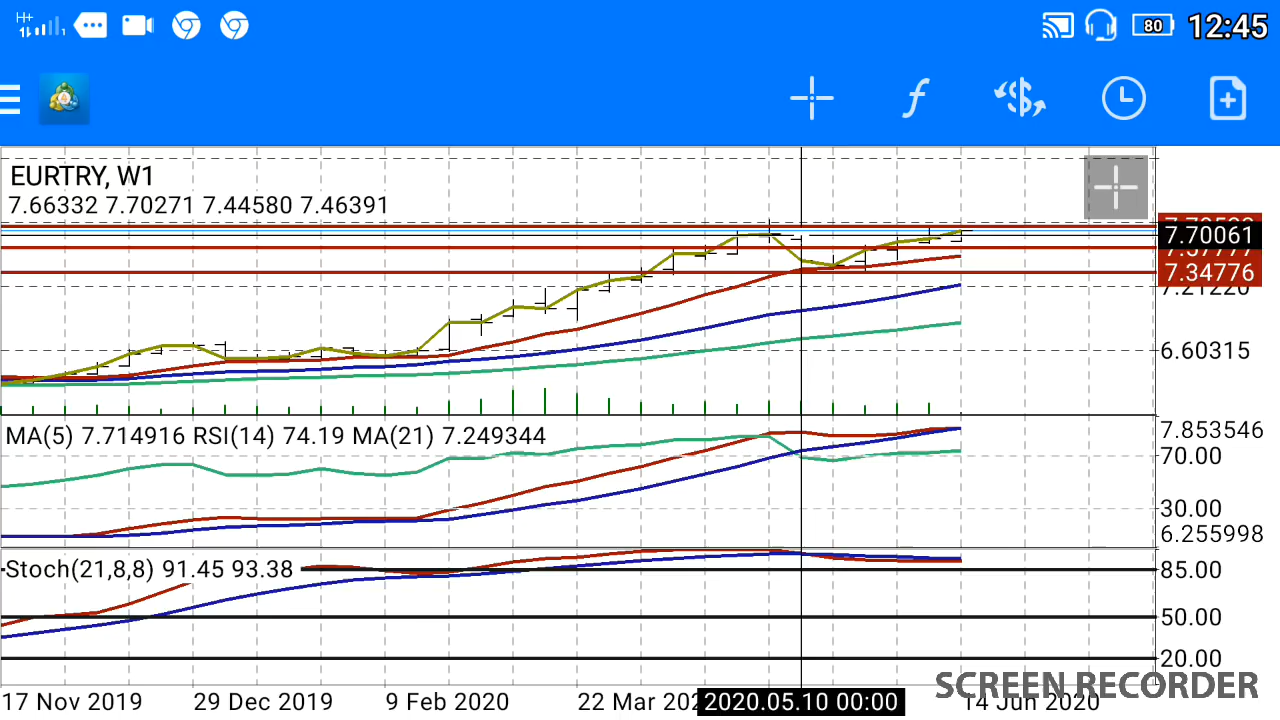 H+
80
12:45
f
EURTRY, W1
7.66332 7.70271 7.44580 7.46391
7.70061
7.34776
7.21220
6.60315
MA(5) 7.714916 RSI(14) 74.19 MA(21) 7.249344
7.853546
70.00
30.00
6.255998
Stoch(21,8,8) 91.45 93.38
85.00
50.00
20.00
17 Nov 2019
29 Dec 2019
9 Feb 2020
22 Mar
2020.05.10 00:00
14 Jun 2020
SCREEN RECORDER